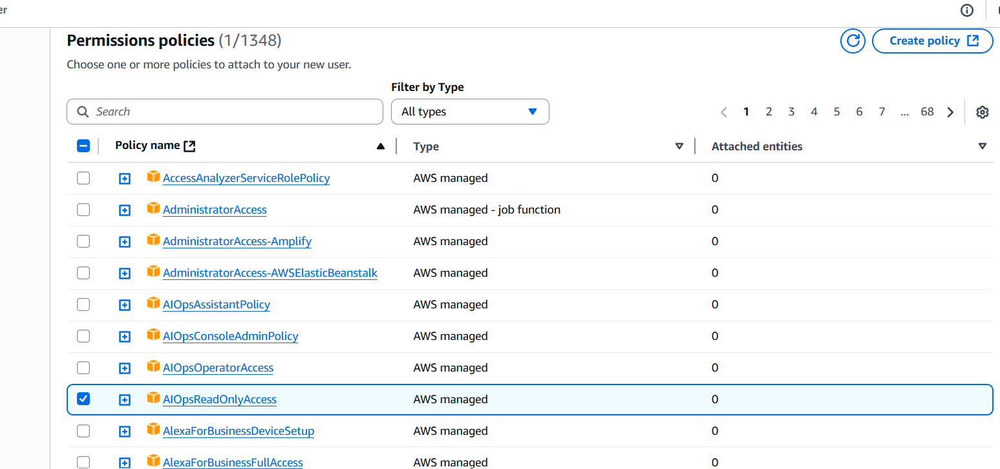 er
Permissions policies (1/1348)
Create policy
Choose one or more policies to attach to your new user.
Filter by Type
Search
All types
1 2 3 4 5 6 7 ... 68
Policy name Type Attached entities
AccessAnalyzerServiceRolePolicy AWS managed 0
AdministratorAccess AWS managed - job function 0
AdministratorAccess-Amplify AWS managed 0
AdministratorAccess-AWSElasticBeanstalk AWS managed 0
AIOpsAssistantPolicy AWS managed 0
AIOpsConsoleAdminPolicy AWS managed 0
AIOpsOperatorAccess AWS managed 0
AIOpsReadOnlyAccess AWS managed 0
AlexaForBusinessDeviceSetup AWS managed 0
AlexaForBusinessFullAccess AWS managed 0